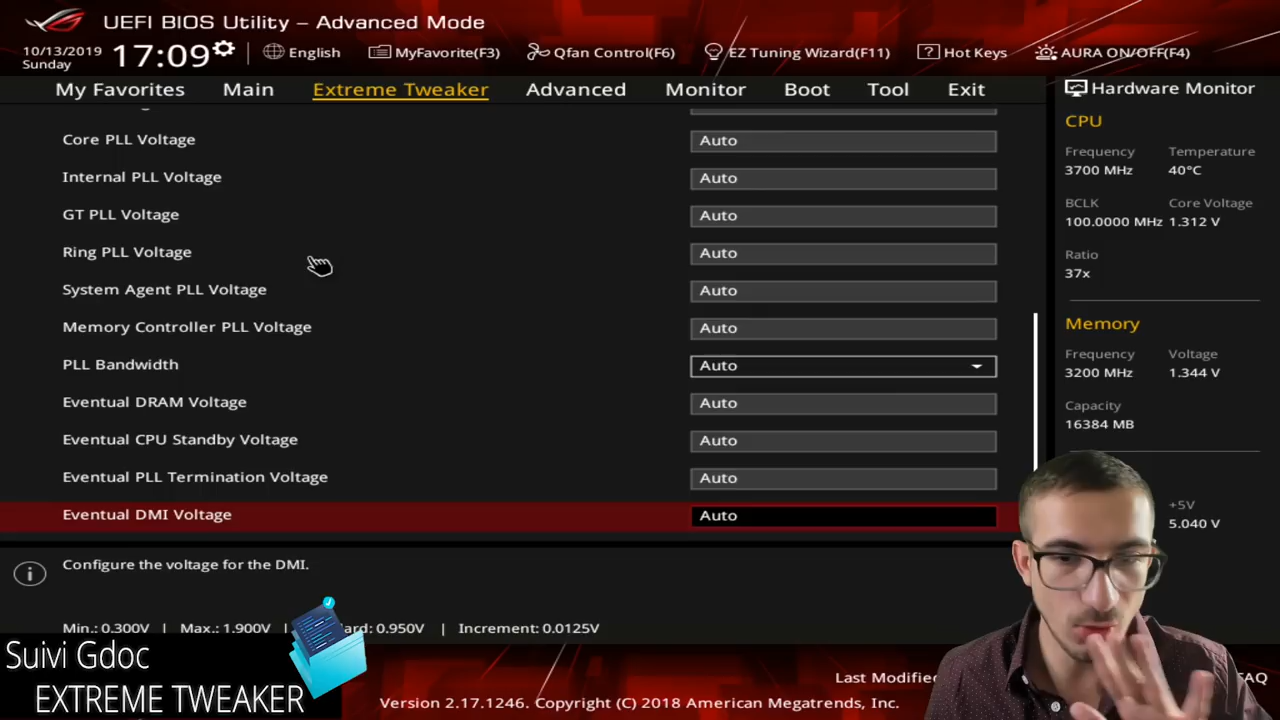 UEFI BIOS Utility – Advanced Mode
10/13/2019
Sunday
17:09
English
MyFavorite(F3)
Qfan Control(F6)
EZ Tuning Wizard(F11)
? Hot Keys
AURA ON/OFF(F4)
My Favorites Main Extreme Tweaker Advanced Monitor Boot Tool Exit
Core PLL Voltage Auto
Internal PLL Voltage Auto
GT PLL Voltage Auto
Ring PLL Voltage Auto
System Agent PLL Voltage Auto
Memory Controller PLL Voltage Auto
PLL Bandwidth Auto
Eventual DRAM Voltage Auto
Eventual CPU Standby Voltage Auto
Eventual PLL Termination Voltage Auto
Eventual DMI Voltage Auto
Hardware Monitor
CPU
Frequency Temperature
3700 MHz 40°C
BCLK Core Voltage
100.0000 MHz 1.312 V
Ratio
37x
Memory
Frequency Voltage
3200 MHz 1.344 V
Capacity
16384 MB
+5V
5.040 V
Configure the voltage for the DMI.
Min.: 0.300V | Max.: 1.900V | ard: 0.950V | Increment: 0.0125V
Suivi Gdoc
EXTREME TWEAKER
Last Modified
FAQ
Version 2.17.1246. Copyright (C) 2018 American Megatrends, Inc.